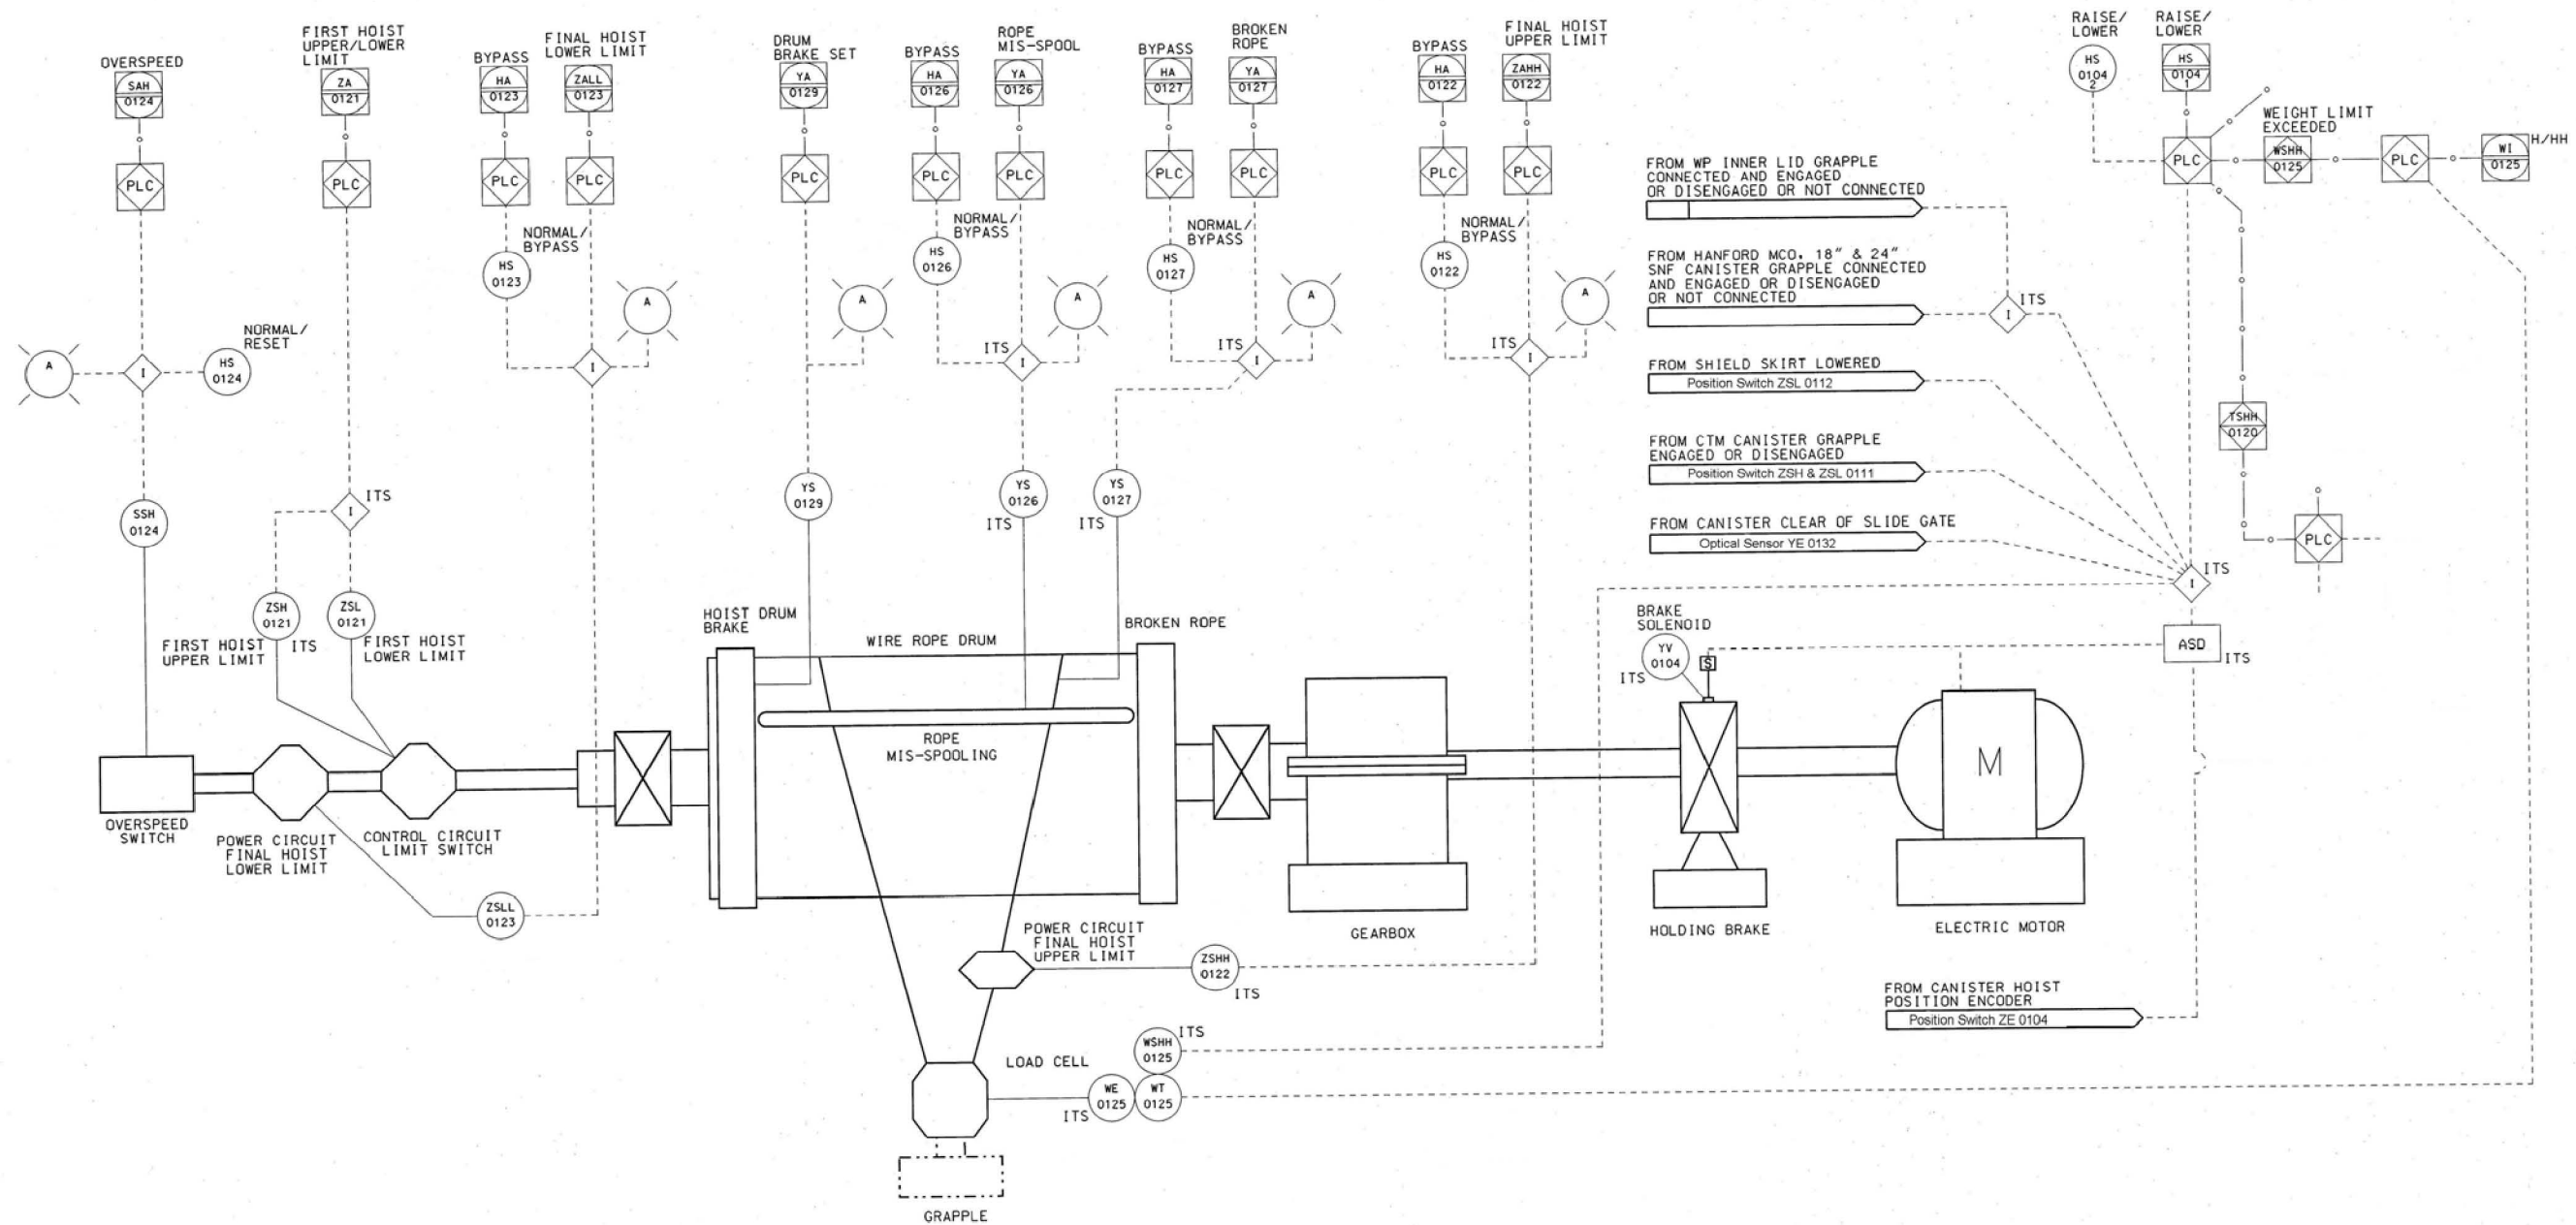 OVERSPEED
SAH
0124
PLC
A
I
NORMAL/
RESET
HS
0124
SSH
0124
OVERSPEED
SWITCH
FIRST HOIST
UPPER/LOWER
LIMIT
ZA
0121
PLC
I
ITS
ZSH
0121
ITS
FIRST HOIST
UPPER LIMIT
ZSL
0121
FIRST HOIST
LOWER LIMIT
POWER CIRCUIT
FINAL HOIST
LOWER LIMIT
CONTROL CIRCUIT
LIMIT SWITCH
BYPASS
HA
0123
PLC
NORMAL/
BYPASS
HS
0123
FINAL HOIST
LOWER LIMIT
ZALL
0123
PLC
A
I
ZSLL
0123
DRUM
BRAKE SET
YA
0129
PLC
A
YS
0129
HOIST DRUM
BRAKE
WIRE ROPE DRUM
ROPE
MIS-SPOOLING
BYPASS
HA
0126
PLC
NORMAL/
BYPASS
HS
0126
ROPE
MIS-SPOOL
YA
0126
PLC
A
ITS
I
YS
0126
ITS
BYPASS
HA
0127
PLC
NORMAL/
BYPASS
HS
0127
BROKEN
ROPE
YA
0127
PLC
A
ITS
I
YS
0127
ITS
BROKEN ROPE
BYPASS
HA
0122
PLC
NORMAL/
BYPASS
HS
0122
FINAL HOIST
UPPER LIMIT
ZAHH
0122
PLC
A
ITS
I
POWER CIRCUIT
FINAL HOIST
UPPER LIMIT
ZSHH
0122
ITS
LOAD CELL
WSHH
0125
ITS
WE
0125
ITS
WT
0125
GRAPPLE
GEARBOX
BRAKE
SOLENOID
YV
0104
ITS
S
HOLDING BRAKE
M
ELECTRIC MOTOR
FROM WP INNER LID GRAPPLE
CONNECTED AND ENGAGED
OR DISENGAGED OR NOT CONNECTED
FROM HANFORD MCO, 18" & 24"
SNF CANISTER GRAPPLE CONNECTED
AND ENGAGED OR DISENGAGED
OR NOT CONNECTED
I
ITS
FROM SHIELD SKIRT LOWERED
Position Switch ZSL 0112
FROM CTM CANISTER GRAPPLE
ENGAGED OR DISENGAGED
Position Switch ZSH & ZSL 0111
FROM CANISTER CLEAR OF SLIDE GATE
Optical Sensor YE 0132
FROM CANISTER HOIST
POSITION ENCODER
Position Switch ZE 0104
RAISE/
LOWER
HS
0104
2
RAISE/
LOWER
HS
0104
1
PLC
WEIGHT LIMIT
EXCEEDED
WSHH
0125
PLC
WI
0125
H/HH
TSHH
0120
PLC
I
ITS
ASD
ITS